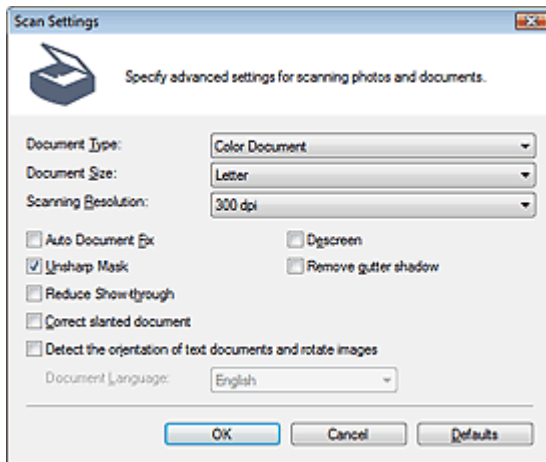 Scan Settings
Specify advanced settings for scanning photos and documents.
Document Type: Color Document
Document Size: Letter
Scanning Resolution: 300 dpi
Auto Document Fix Descreen
Unsharp Mask Remove gutter shadow
Reduce Show-through
Correct slanted document
Detect the orientation of text documents and rotate images
Document Language: English
OK Cancel Defaults